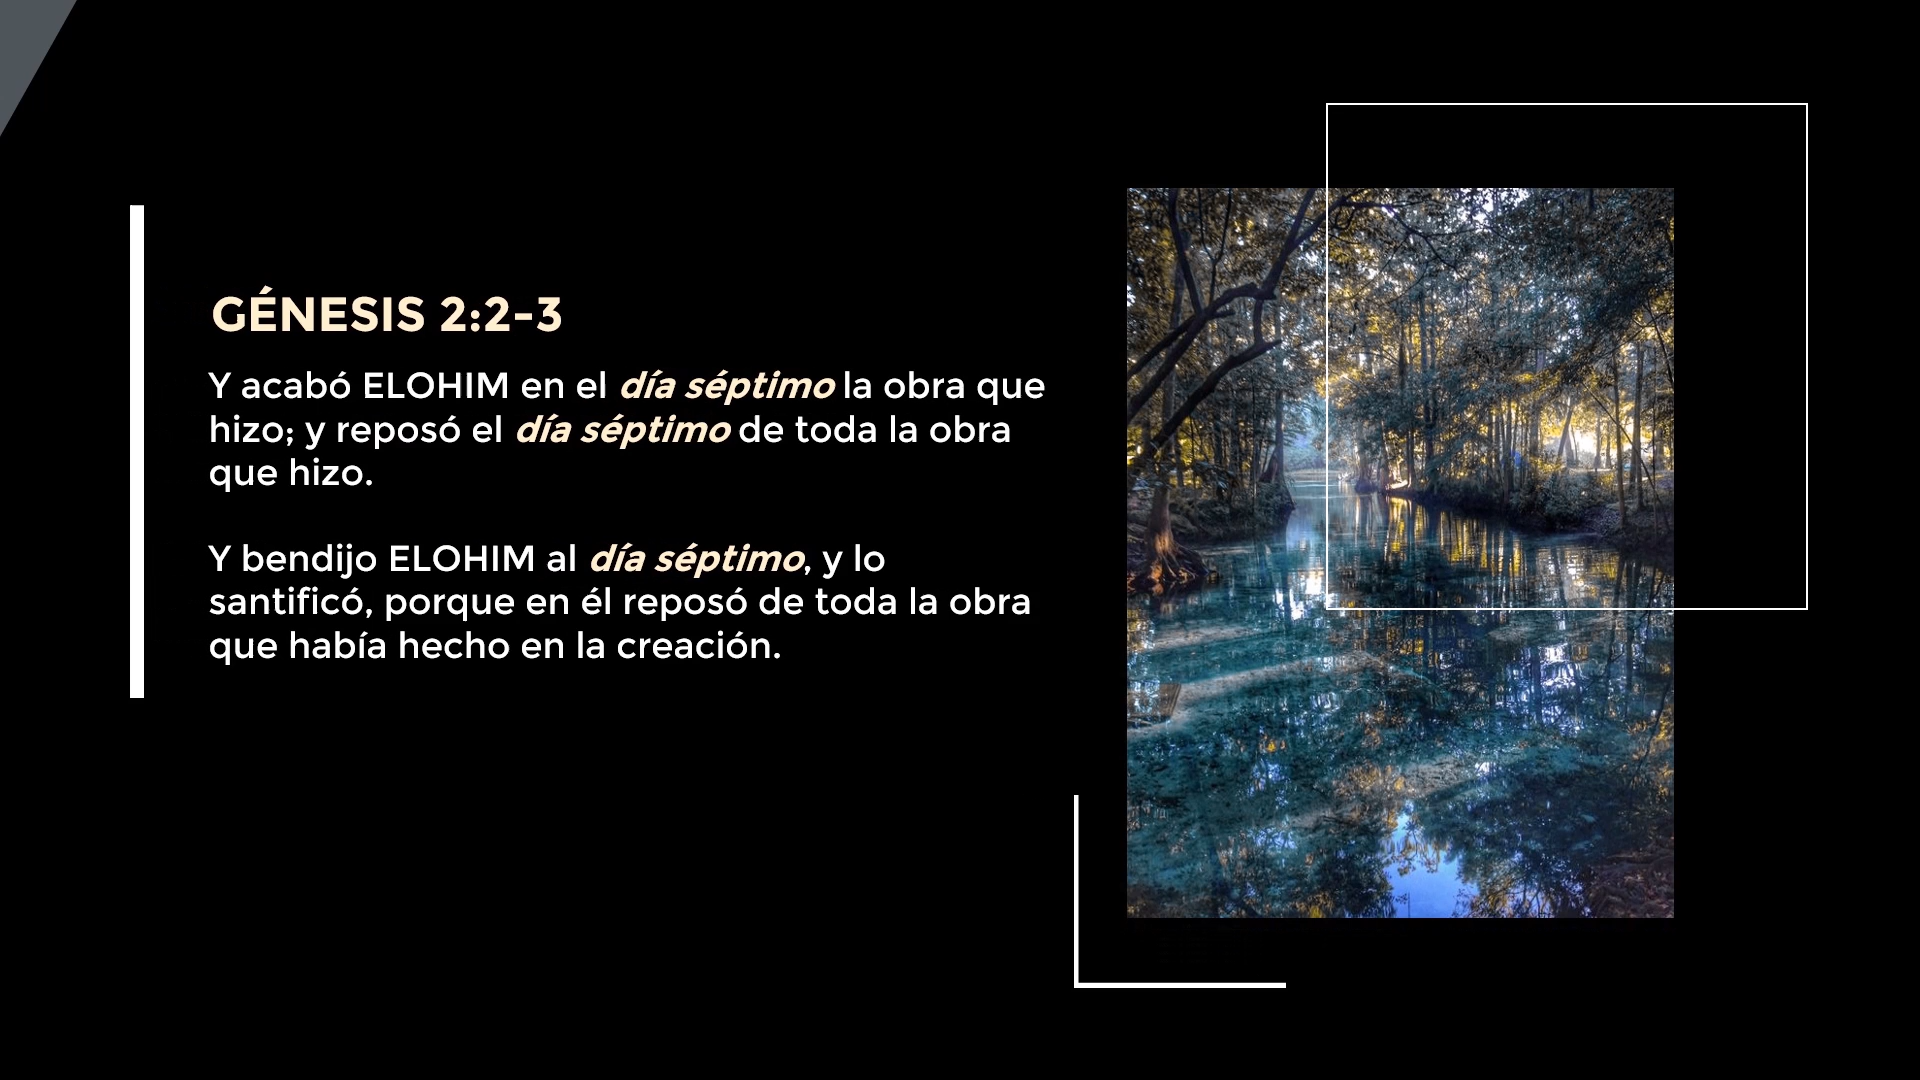 GÉNESIS 2:2-3
Y acabó ELOHIM en el día séptimo la obra que
hizo; y reposó el día séptimo de toda la obra
que hizo.
Y bendijo ELOHIM al día séptimo, y lo
santificó, porque en él reposó de toda la obra
que había hecho en la creación.